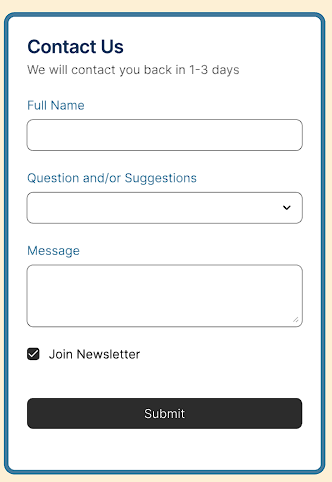 Contact Us
We will contact you back in 1-3 days
Full Name
Question and/or Suggestions
Message
Join Newsletter
Submit